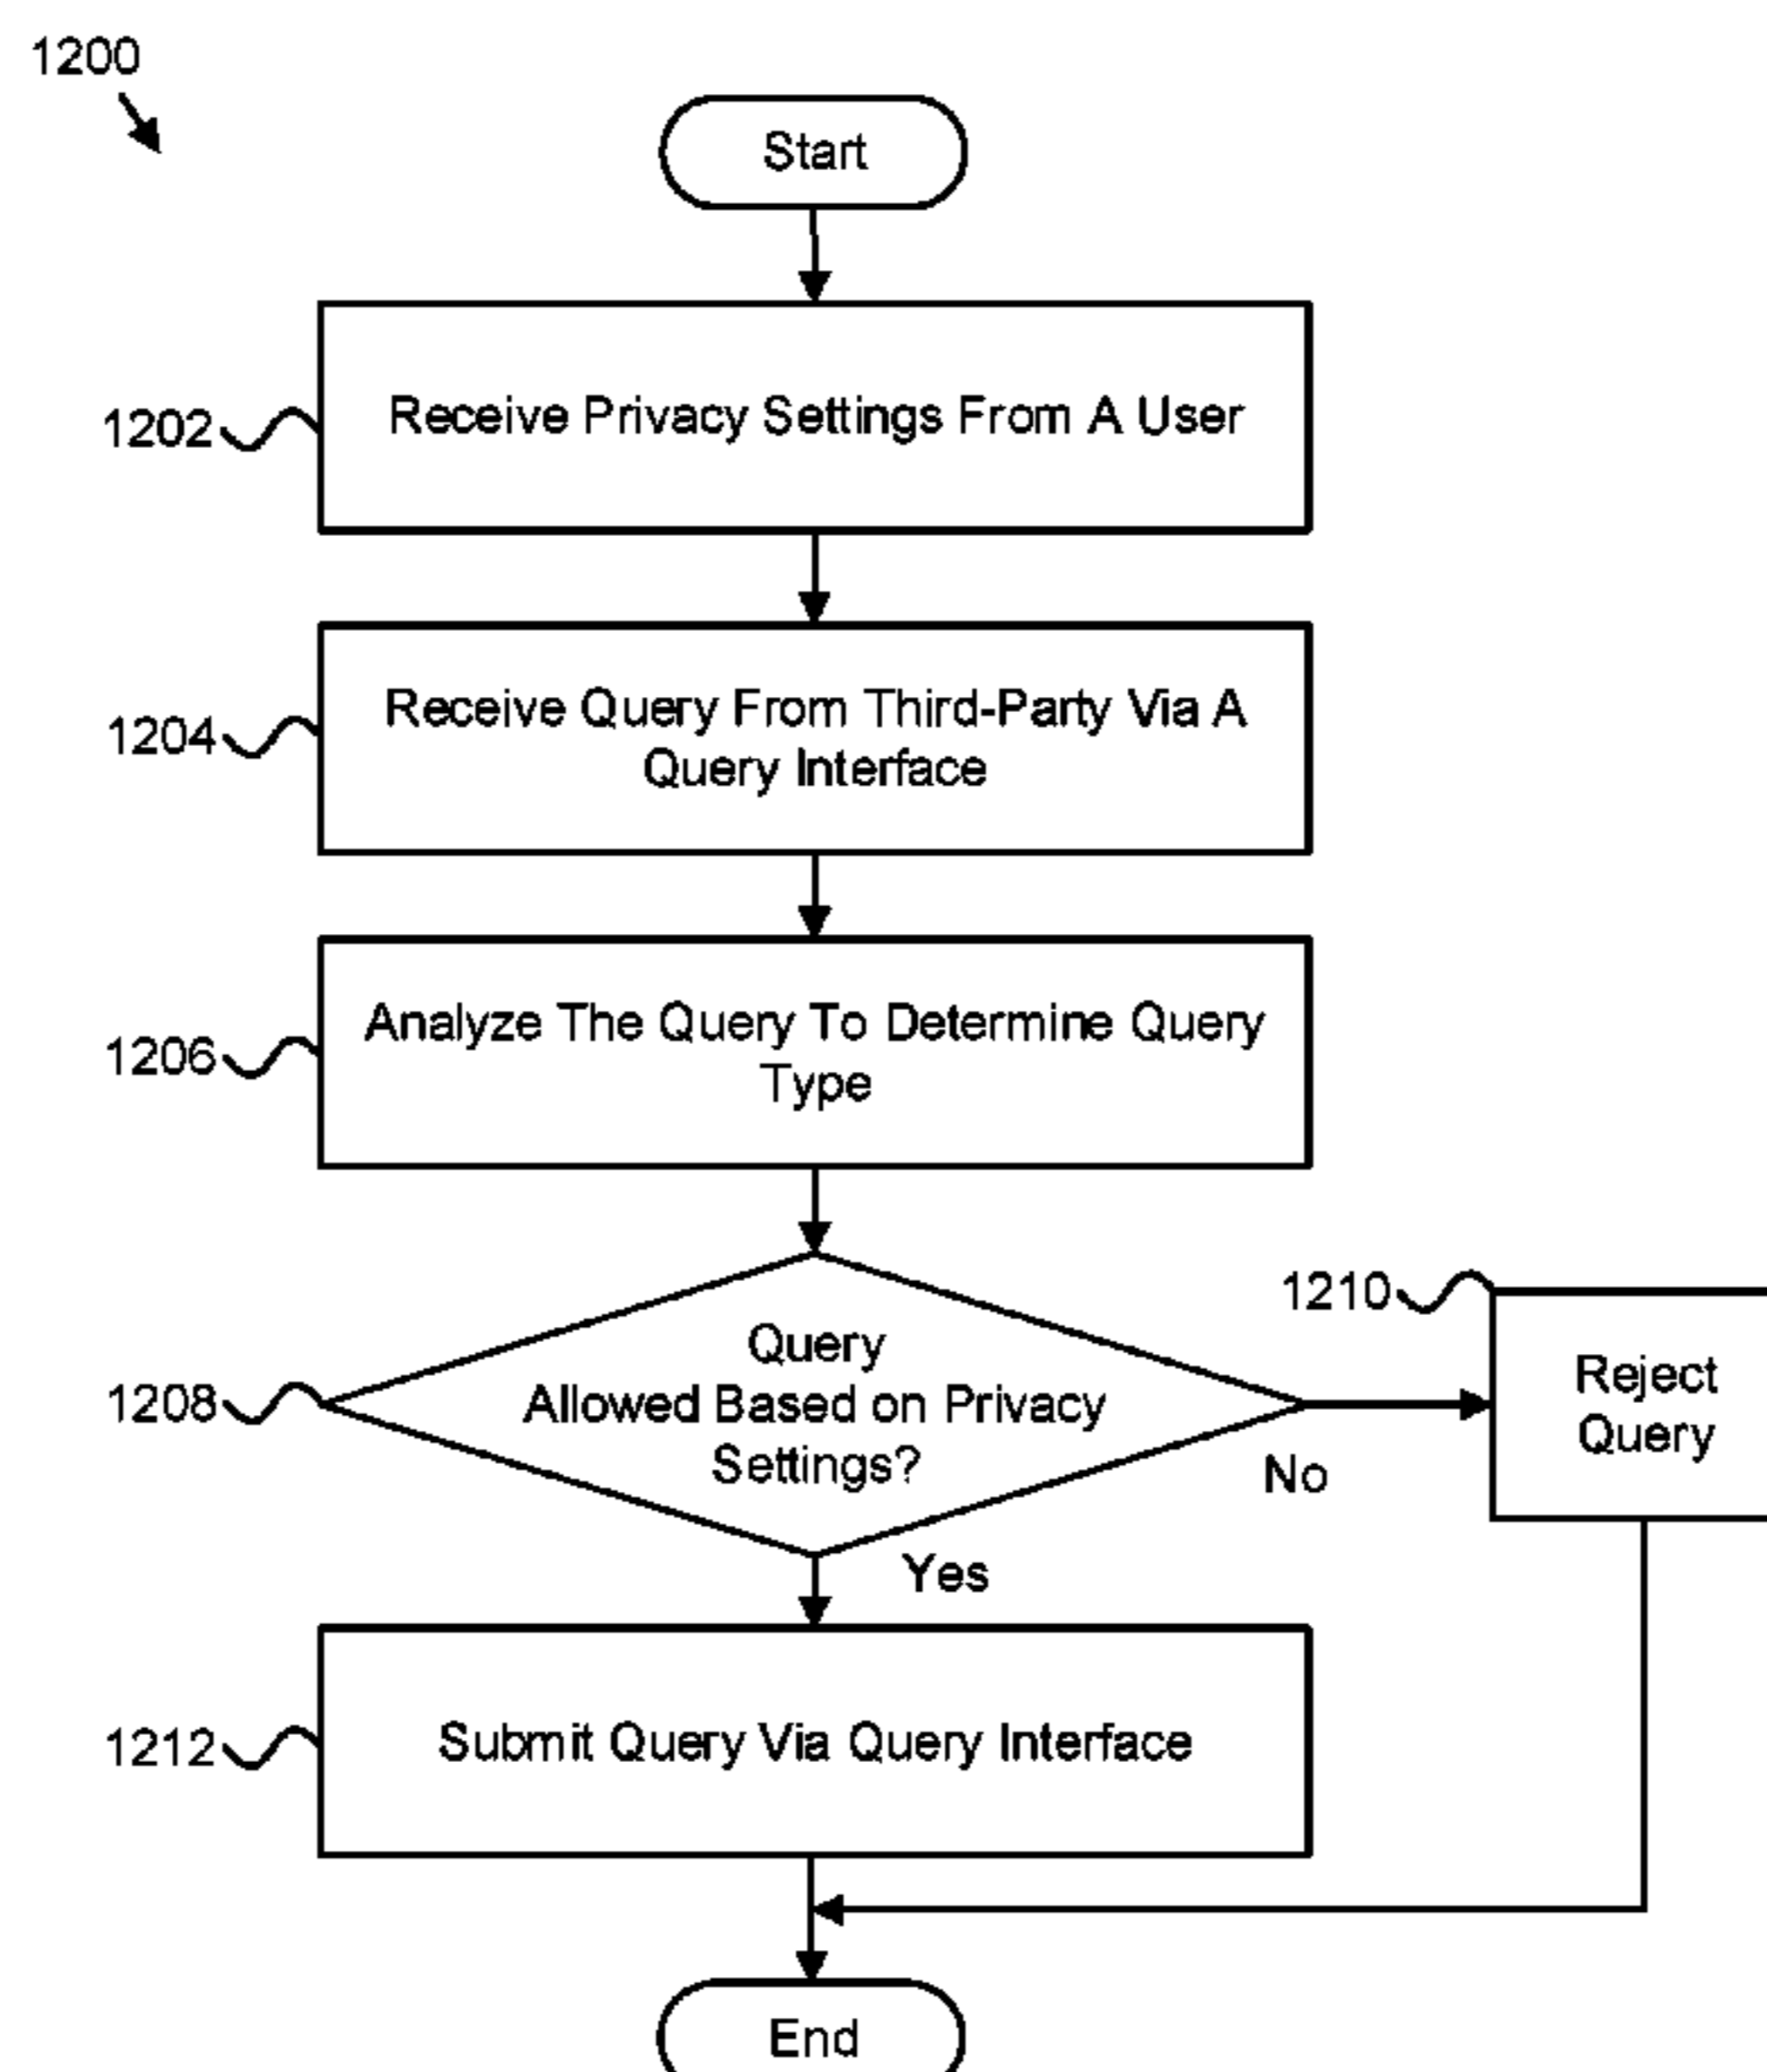 1200
Start
1202
Receive Privacy Settings From A User
1204
Receive Query From Third-Party Via A
Query Interface
1206
Analyze The Query To Determine Query
Type
1208
Query
Allowed Based on Privacy
Settings?
No
1210
Reject
Query
Yes
1212
Submit Query Via Query Interface
End